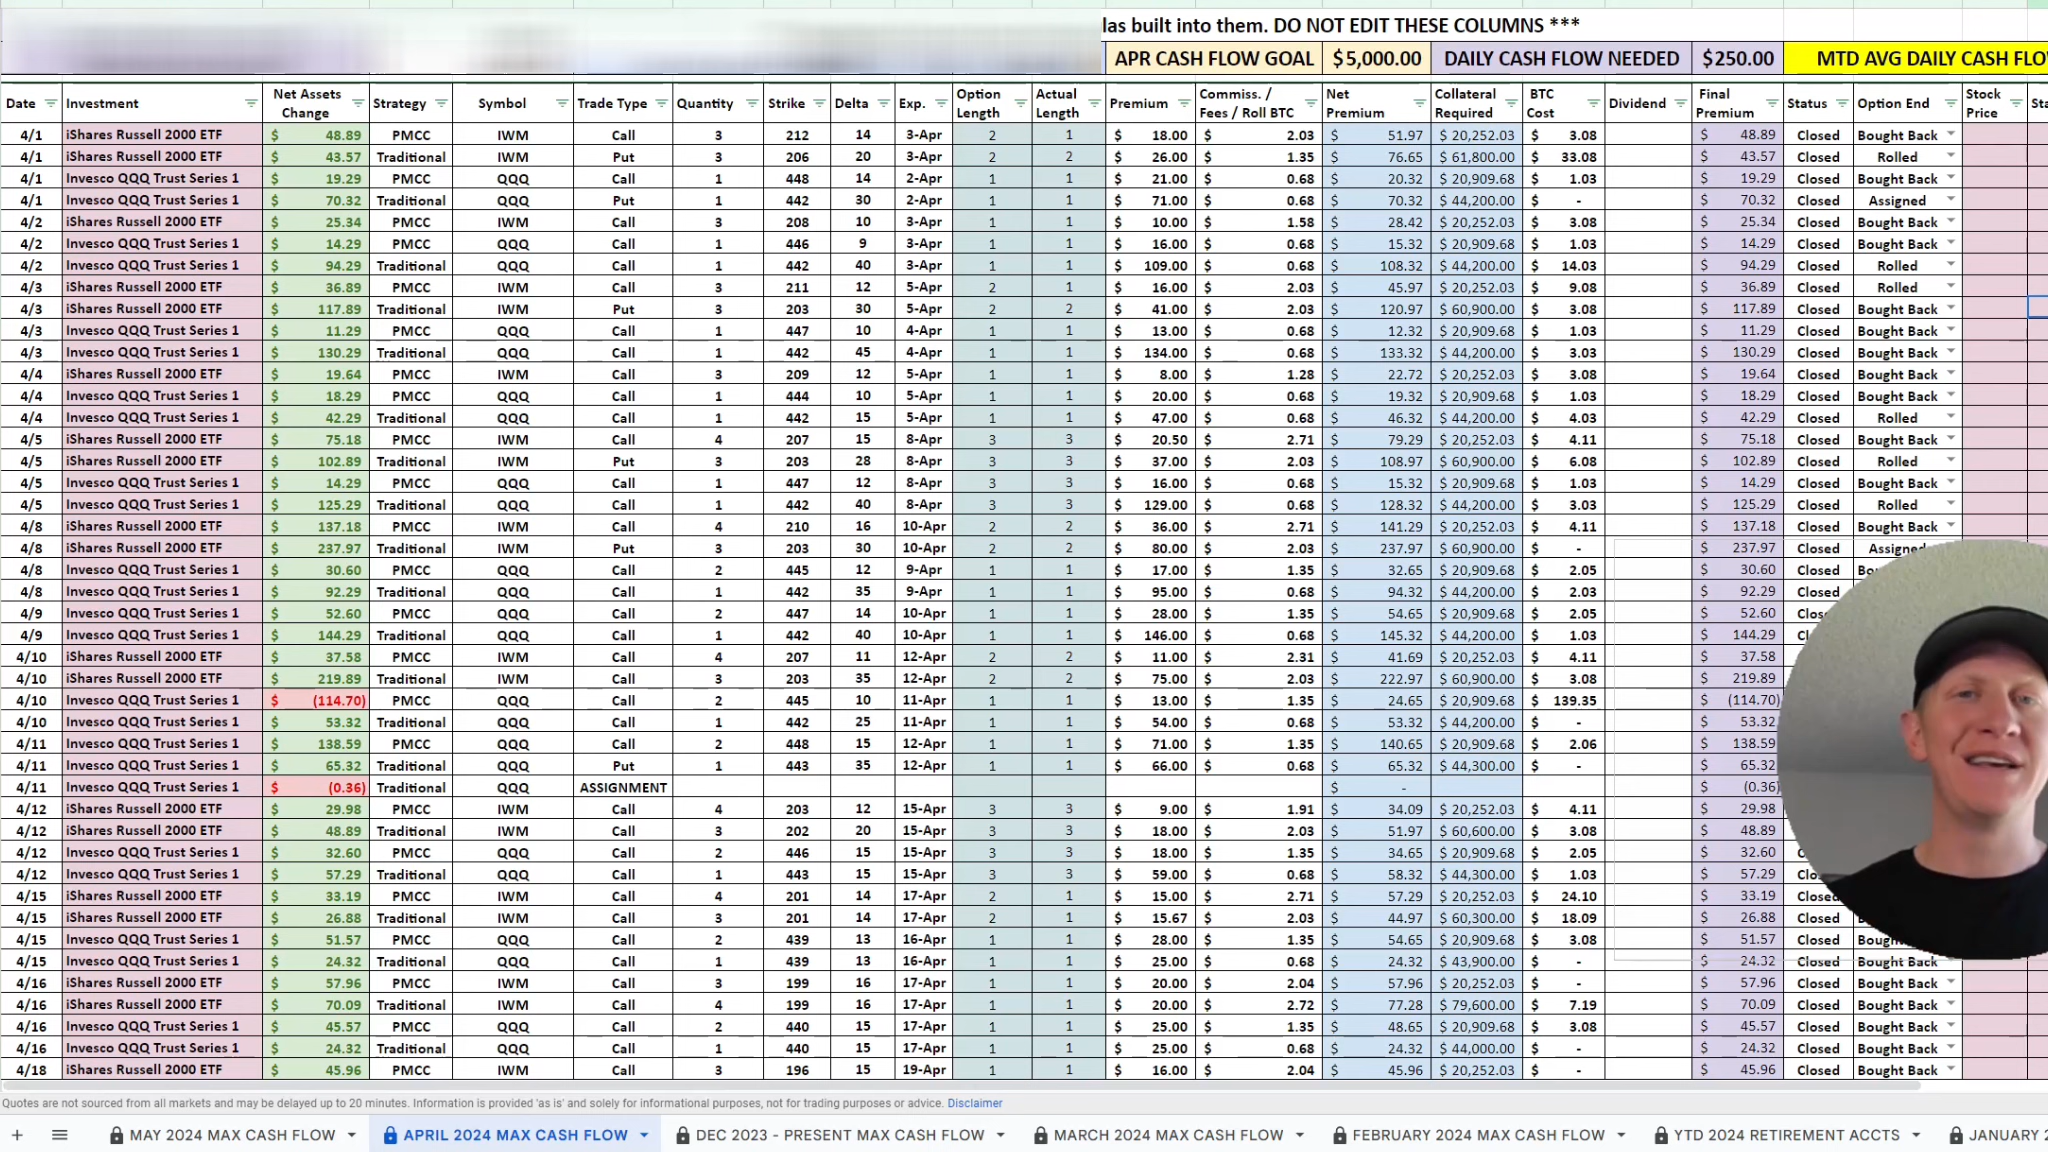 las built into them. DO NOT EDIT THESE COLUMNS ***
APR CASH FLOW GOAL $5,000.00 DAILY CASH FLOW NEEDED $250.00 MTD AVG DAILY CASH FLO
Date Investment Net Assets Change Strategy Symbol Trade Type Quantity Strike Delta Exp. Option Length Actual Length Premium Commiss. / Fees / Roll BTC Net Premium Collateral Required BTC Cost Dividend Final Premium Status Option End Stock Price Sta
4/1 iShares Russell 2000 ETF $ 48.89 PMCC IWM Call 3 212 14 3-Apr 2 1 $ 18.00 $ 2.03 $ 51.97 $ 20,252.03 $ 3.08 $ 48.89 Closed Bought Back
4/1 iShares Russell 2000 ETF $ 43.57 Traditional IWM Put 3 206 20 3-Apr 2 2 $ 26.00 $ 1.35 $ 76.65 $ 61,800.00 $ 33.08 $ 43.57 Closed Rolled
4/1 Invesco QQQ Trust Series 1 $ 19.29 PMCC QQQ Call 1 448 14 2-Apr 1 1 $ 21.00 $ 0.68 $ 20.32 $ 20,909.68 $ 1.03 $ 19.29 Closed Bought Back
4/1 Invesco QQQ Trust Series 1 $ 70.32 Traditional QQQ Put 1 442 30 2-Apr 1 1 $ 71.00 $ 0.68 $ 70.32 $ 44,200.00 $ - $ 70.32 Closed Assigned
4/2 iShares Russell 2000 ETF $ 25.34 PMCC IWM Call 3 208 10 3-Apr 1 1 $ 10.00 $ 1.58 $ 28.42 $ 20,252.03 $ 3.08 $ 25.34 Closed Bought Back
4/2 Invesco QQQ Trust Series 1 $ 14.29 PMCC QQQ Call 1 446 9 3-Apr 1 1 $ 16.00 $ 0.68 $ 15.32 $ 20,909.68 $ 1.03 $ 14.29 Closed Bought Back
4/2 Invesco QQQ Trust Series 1 $ 94.29 Traditional QQQ Call 1 442 40 3-Apr 1 1 $ 109.00 $ 0.68 $ 108.32 $ 44,200.00 $ 14.03 $ 94.29 Closed Rolled
4/3 iShares Russell 2000 ETF $ 36.89 PMCC IWM Call 3 211 12 5-Apr 2 1 $ 16.00 $ 2.03 $ 45.97 $ 20,252.03 $ 9.08 $ 36.89 Closed Rolled
4/3 iShares Russell 2000 ETF $ 117.89 Traditional IWM Put 3 203 30 5-Apr 2 2 $ 41.00 $ 2.03 $ 120.97 $ 60,900.00 $ 3.08 $ 117.89 Closed Bought Back
4/3 Invesco QQQ Trust Series 1 $ 11.29 PMCC QQQ Call 1 447 10 4-Apr 1 1 $ 13.00 $ 0.68 $ 12.32 $ 20,909.68 $ 1.03 $ 11.29 Closed Bought Back
4/3 Invesco QQQ Trust Series 1 $ 130.29 Traditional QQQ Call 1 442 45 4-Apr 1 1 $ 134.00 $ 0.68 $ 133.32 $ 44,200.00 $ 3.03 $ 130.29 Closed Bought Back
4/4 iShares Russell 2000 ETF $ 19.64 PMCC IWM Call 3 209 12 5-Apr 1 1 $ 8.00 $ 1.28 $ 22.72 $ 20,252.03 $ 3.08 $ 19.64 Closed Bought Back
4/4 Invesco QQQ Trust Series 1 $ 18.29 PMCC QQQ Call 1 444 10 5-Apr 1 1 $ 20.00 $ 0.68 $ 19.32 $ 20,909.68 $ 1.03 $ 18.29 Closed Bought Back
4/4 Invesco QQQ Trust Series 1 $ 42.29 Traditional QQQ Call 1 442 15 5-Apr 1 1 $ 47.00 $ 0.68 $ 46.32 $ 44,200.00 $ 4.03 $ 42.29 Closed Rolled
4/5 iShares Russell 2000 ETF $ 75.18 PMCC IWM Call 4 207 15 8-Apr 3 3 $ 20.50 $ 2.71 $ 79.29 $ 20,252.03 $ 4.11 $ 75.18 Closed Bought Back
4/5 iShares Russell 2000 ETF $ 102.89 Traditional IWM Put 3 203 28 8-Apr 3 3 $ 37.00 $ 2.03 $ 108.97 $ 60,900.00 $ 6.08 $ 102.89 Closed Rolled
4/5 Invesco QQQ Trust Series 1 $ 14.29 PMCC QQQ Call 1 447 12 8-Apr 3 3 $ 16.00 $ 0.68 $ 15.32 $ 20,909.68 $ 1.03 $ 14.29 Closed Bought Back
4/5 Invesco QQQ Trust Series 1 $ 125.29 Traditional QQQ Call 1 442 40 8-Apr 3 3 $ 129.00 $ 0.68 $ 128.32 $ 44,200.00 $ 3.03 $ 125.29 Closed Rolled
4/8 iShares Russell 2000 ETF $ 137.18 PMCC IWM Call 4 210 16 10-Apr 2 2 $ 36.00 $ 2.71 $ 141.29 $ 20,252.03 $ 4.11 $ 137.18 Closed Bought Back
4/8 iShares Russell 2000 ETF $ 237.97 Traditional IWM Put 3 203 30 10-Apr 2 2 $ 80.00 $ 2.03 $ 237.97 $ 60,900.00 $ - $ 237.97 Closed Assigned
4/8 Invesco QQQ Trust Series 1 $ 30.60 PMCC QQQ Call 2 445 12 9-Apr 1 1 $ 17.00 $ 1.35 $ 32.65 $ 20,909.68 $ 2.05 $ 30.60 Closed
4/8 Invesco QQQ Trust Series 1 $ 92.29 Traditional QQQ Call 1 442 35 9-Apr 1 1 $ 95.00 $ 0.68 $ 94.32 $ 44,200.00 $ 2.03 $ 92.29 Closed
4/9 Invesco QQQ Trust Series 1 $ 52.60 PMCC QQQ Call 2 447 14 10-Apr 1 1 $ 28.00 $ 1.35 $ 54.65 $ 20,909.68 $ 2.05 $ 52.60
4/9 Invesco QQQ Trust Series 1 $ 144.29 Traditional QQQ Call 1 442 40 10-Apr 1 1 $ 146.00 $ 0.68 $ 145.32 $ 44,200.00 $ 1.03 $ 144.29
4/10 iShares Russell 2000 ETF $ 37.58 PMCC IWM Call 4 207 11 12-Apr 2 2 $ 11.00 $ 2.31 $ 41.69 $ 20,252.03 $ 4.11 $ 37.58
4/10 iShares Russell 2000 ETF $ 219.89 Traditional IWM Call 3 203 35 12-Apr 2 2 $ 75.00 $ 2.03 $ 222.97 $ 60,900.00 $ 3.08 $ 219.89
4/10 Invesco QQQ Trust Series 1 $ (114.70) PMCC QQQ Call 2 445 10 11-Apr 1 1 $ 13.00 $ 1.35 $ 24.65 $ 20,909.68 $ 139.35 $ (114.70)
4/10 Invesco QQQ Trust Series 1 $ 53.32 Traditional QQQ Call 1 442 25 11-Apr 1 1 $ 54.00 $ 0.68 $ 53.32 $ 44,200.00 $ - $ 53.32
4/11 Invesco QQQ Trust Series 1 $ 138.59 PMCC QQQ Call 2 448 15 12-Apr 1 1 $ 71.00 $ 1.35 $ 140.65 $ 20,909.68 $ 2.06 $ 138.59
4/11 Invesco QQQ Trust Series 1 $ 65.32 Traditional QQQ Put 1 443 35 12-Apr 1 1 $ 66.00 $ 0.68 $ 65.32 $ 44,300.00 $ - $ 65.32
4/11 Invesco QQQ Trust Series 1 $ (0.36) Traditional QQQ ASSIGNMENT $ - $ (0.36)
4/12 iShares Russell 2000 ETF $ 29.98 PMCC IWM Call 4 203 12 15-Apr 3 3 $ 9.00 $ 1.91 $ 34.09 $ 20,252.03 $ 4.11 $ 29.98
4/12 iShares Russell 2000 ETF $ 48.89 Traditional IWM Call 3 202 20 15-Apr 3 3 $ 18.00 $ 2.03 $ 51.97 $ 60,600.00 $ 3.08 $ 48.89
4/12 Invesco QQQ Trust Series 1 $ 32.60 PMCC QQQ Call 2 446 15 15-Apr 3 3 $ 18.00 $ 1.35 $ 34.65 $ 20,909.68 $ 2.05 $ 32.60
4/12 Invesco QQQ Trust Series 1 $ 57.29 Traditional QQQ Call 1 443 15 15-Apr 3 3 $ 59.00 $ 0.68 $ 58.32 $ 44,300.00 $ 1.03 $ 57.29
4/15 iShares Russell 2000 ETF $ 33.19 PMCC IWM Call 4 201 14 17-Apr 2 1 $ 15.00 $ 2.71 $ 57.29 $ 20,252.03 $ 24.10 $ 33.19 Closed
4/15 iShares Russell 2000 ETF $ 26.88 Traditional IWM Call 3 201 14 17-Apr 2 1 $ 15.67 $ 2.03 $ 44.97 $ 60,300.00 $ 18.09 $ 26.88 Closed
4/15 Invesco QQQ Trust Series 1 $ 51.57 PMCC QQQ Call 2 439 13 16-Apr 1 1 $ 28.00 $ 1.35 $ 54.65 $ 20,909.68 $ 3.08 $ 51.57 Closed
4/15 Invesco QQQ Trust Series 1 $ 24.32 Traditional QQQ Call 1 439 13 16-Apr 1 1 $ 25.00 $ 0.68 $ 24.32 $ 43,900.00 $ - $ 24.32 Closed Bought Back
4/16 iShares Russell 2000 ETF $ 57.96 PMCC IWM Call 3 199 16 17-Apr 1 1 $ 20.00 $ 2.04 $ 57.96 $ 20,252.03 $ - $ 57.96 Closed Bought Back
4/16 iShares Russell 2000 ETF $ 70.09 Traditional IWM Call 4 199 16 17-Apr 1 1 $ 20.00 $ 2.72 $ 77.28 $ 79,600.00 $ 7.19 $ 70.09 Closed Bought Back
4/16 Invesco QQQ Trust Series 1 $ 45.57 PMCC QQQ Call 2 440 15 17-Apr 1 1 $ 25.00 $ 1.35 $ 48.65 $ 20,909.68 $ 3.08 $ 45.57 Closed Bought Back
4/16 Invesco QQQ Trust Series 1 $ 24.32 Traditional QQQ Call 1 440 15 17-Apr 1 1 $ 25.00 $ 0.68 $ 24.32 $ 44,000.00 $ - $ 24.32 Closed Bought Back
4/18 iShares Russell 2000 ETF $ 45.96 PMCC IWM Call 3 196 15 19-Apr 1 1 $ 16.00 $ 2.04 $ 45.96 $ 20,252.03 $ - $ 45.96 Closed Bought Back
Quotes are not sourced from all markets and may be delayed up to 20 minutes. Information is provided 'as is' and solely for informational purposes, not for trading purposes or advice. Disclaimer
MAY 2024 MAX CASH FLOW APRIL 2024 MAX CASH FLOW DEC 2023 - PRESENT MAX CASH FLOW MARCH 2024 MAX CASH FLOW FEBRUARY 2024 MAX CASH FLOW YTD 2024 RETIREMENT ACCTS JANUARY 2